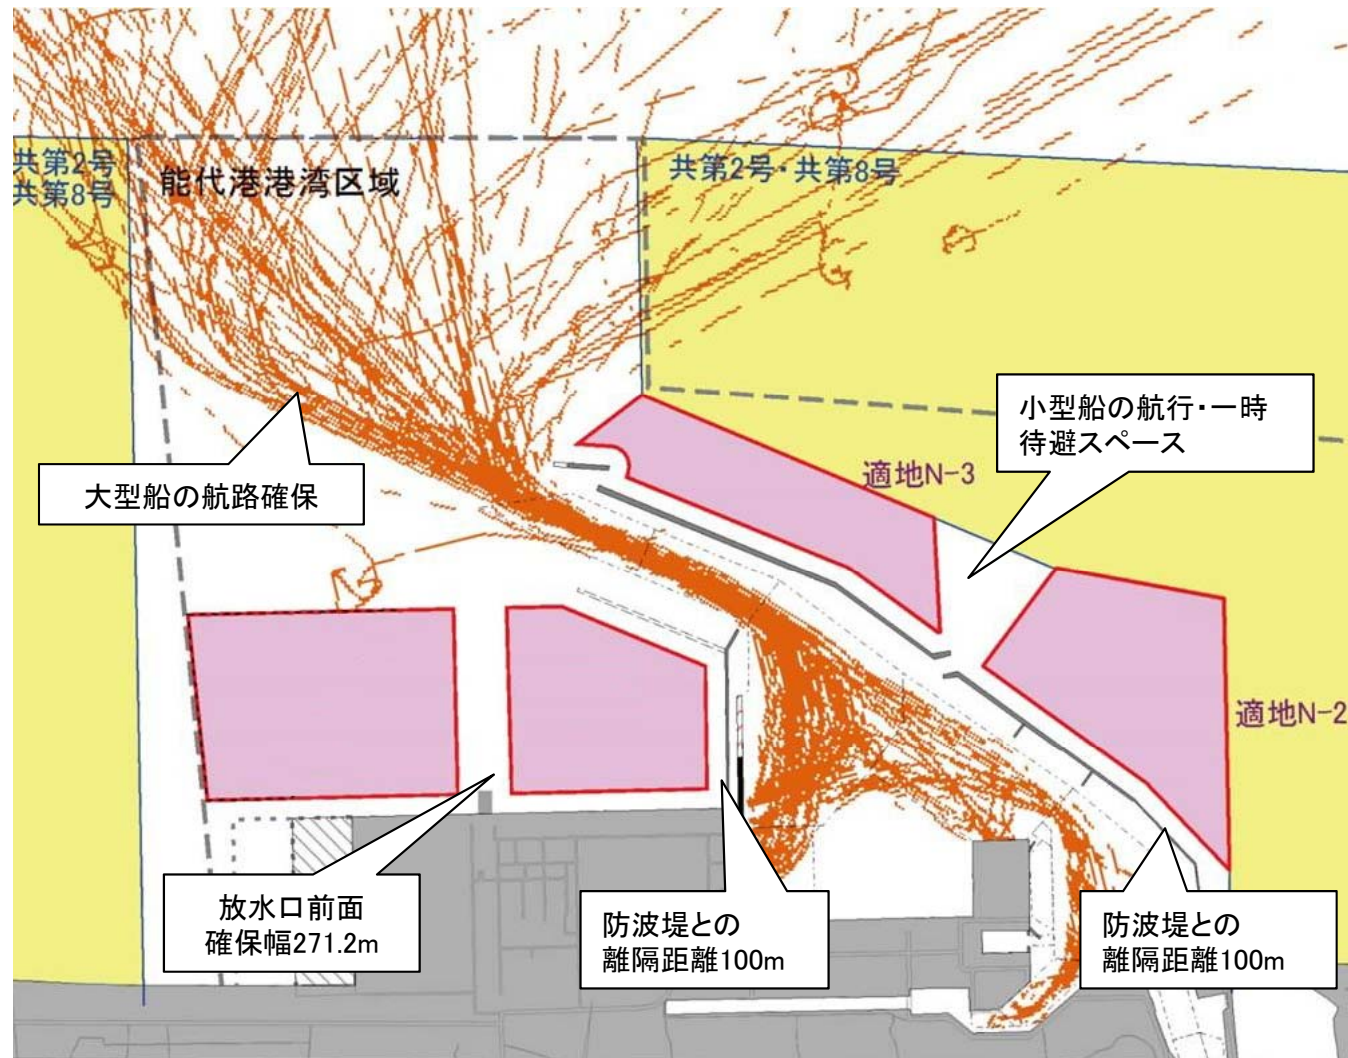 共第2号
共第8号
能代港港湾区域
共第2号・共第8号
小型船の航行・一時
待避スペース
適地N-3
大型船の航路確保
適地N-2
放水口前面
確保幅271.2m
防波堤との
離隔距離100m
防波堤との
離隔距離100m